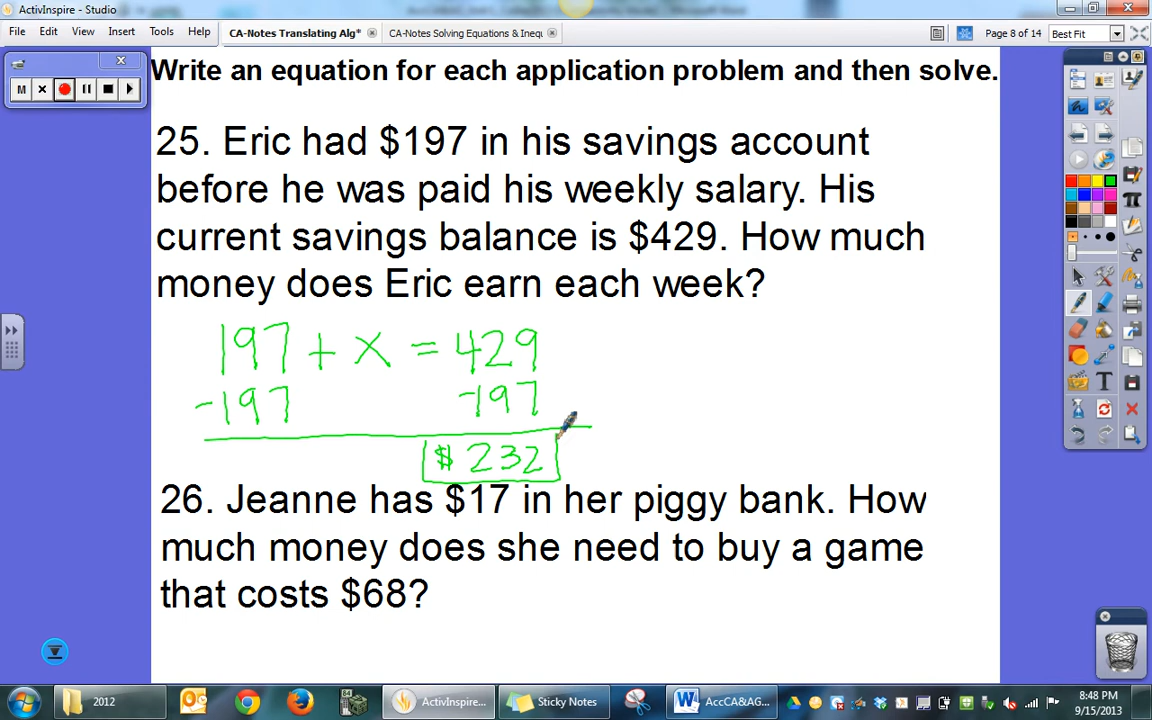 ActivInspire - Studio
File Edit View Insert Tools Help
CA-Notes Translating Alg*
CA-Notes Solving Equations & Inequ
Page 8 of 14
Best Fit
M
Write an equation for each application problem and then solve.
25. Eric had $197 in his savings account
before he was paid his weekly salary. His
current savings balance is $429. How much
money does Eric earn each week?
197 + x = 429
-197 -197
$ 232
26. Jeanne has $17 in her piggy bank. How
much money does she need to buy a game
that costs $68?
2012
ActivInspire...
Sticky Notes
AccCA&AG...
8:48 PM
9/15/2013